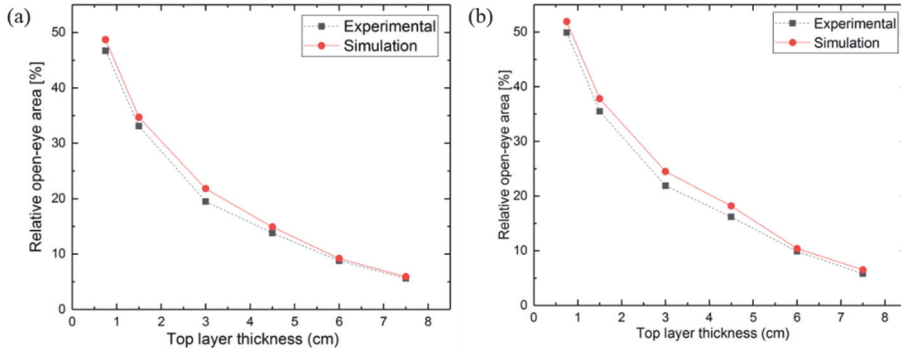 (a)
Experimental
Simulation
Relative open-eye area [%]
50
40
30
20
10
0
0 1 2 3 4 5 6 7 8
Top layer thickness (cm)
(b)
Experimental
Simulation
Relative open-eye area [%]
50
40
30
20
10
0
0 1 2 3 4 5 6 7 8
Top layer thickness (cm)